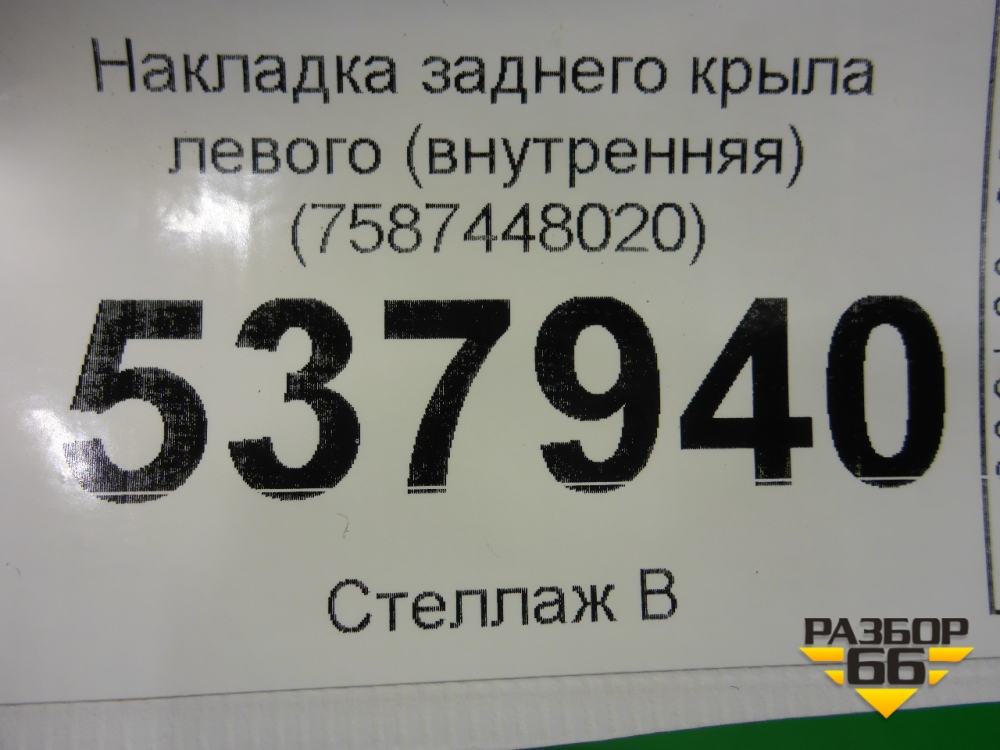 Накладка заднего крыла
левого (внутренняя)
(7587448020)
537940
Стеллаж В
РАЗБОР
66